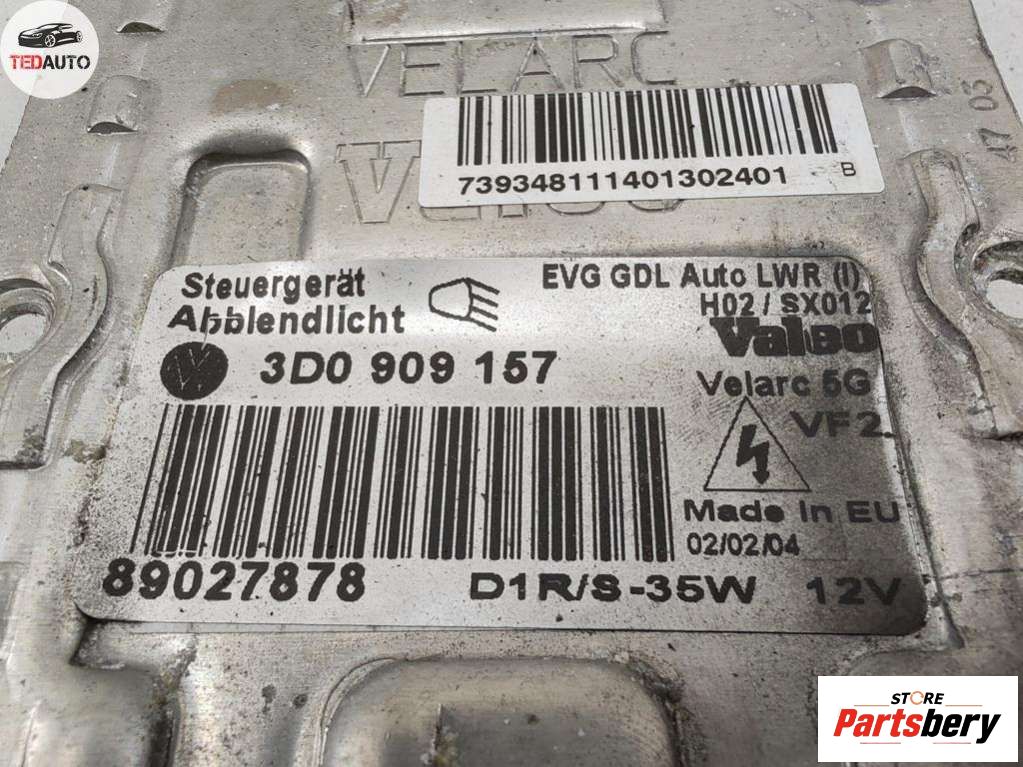 TEDAUTO
VELARC
47 03
739348111401302401 B
Steuergerät
Abblendlicht
EVG GDL Auto LWR (I)
H02 / SX012
Valeo
3D0 909 157
Velarc 5G
VF2
Made In EU
02/02/04
89027878
D1R/S-35W 12V
STORE
Partsbery